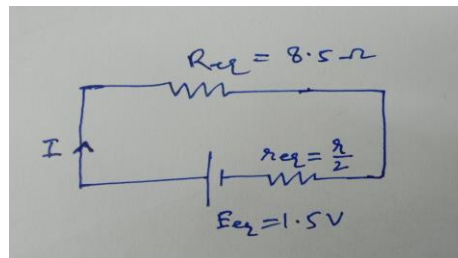 Req = 8.5 Ω
I
req = r/2
Eeq = 1.5 V